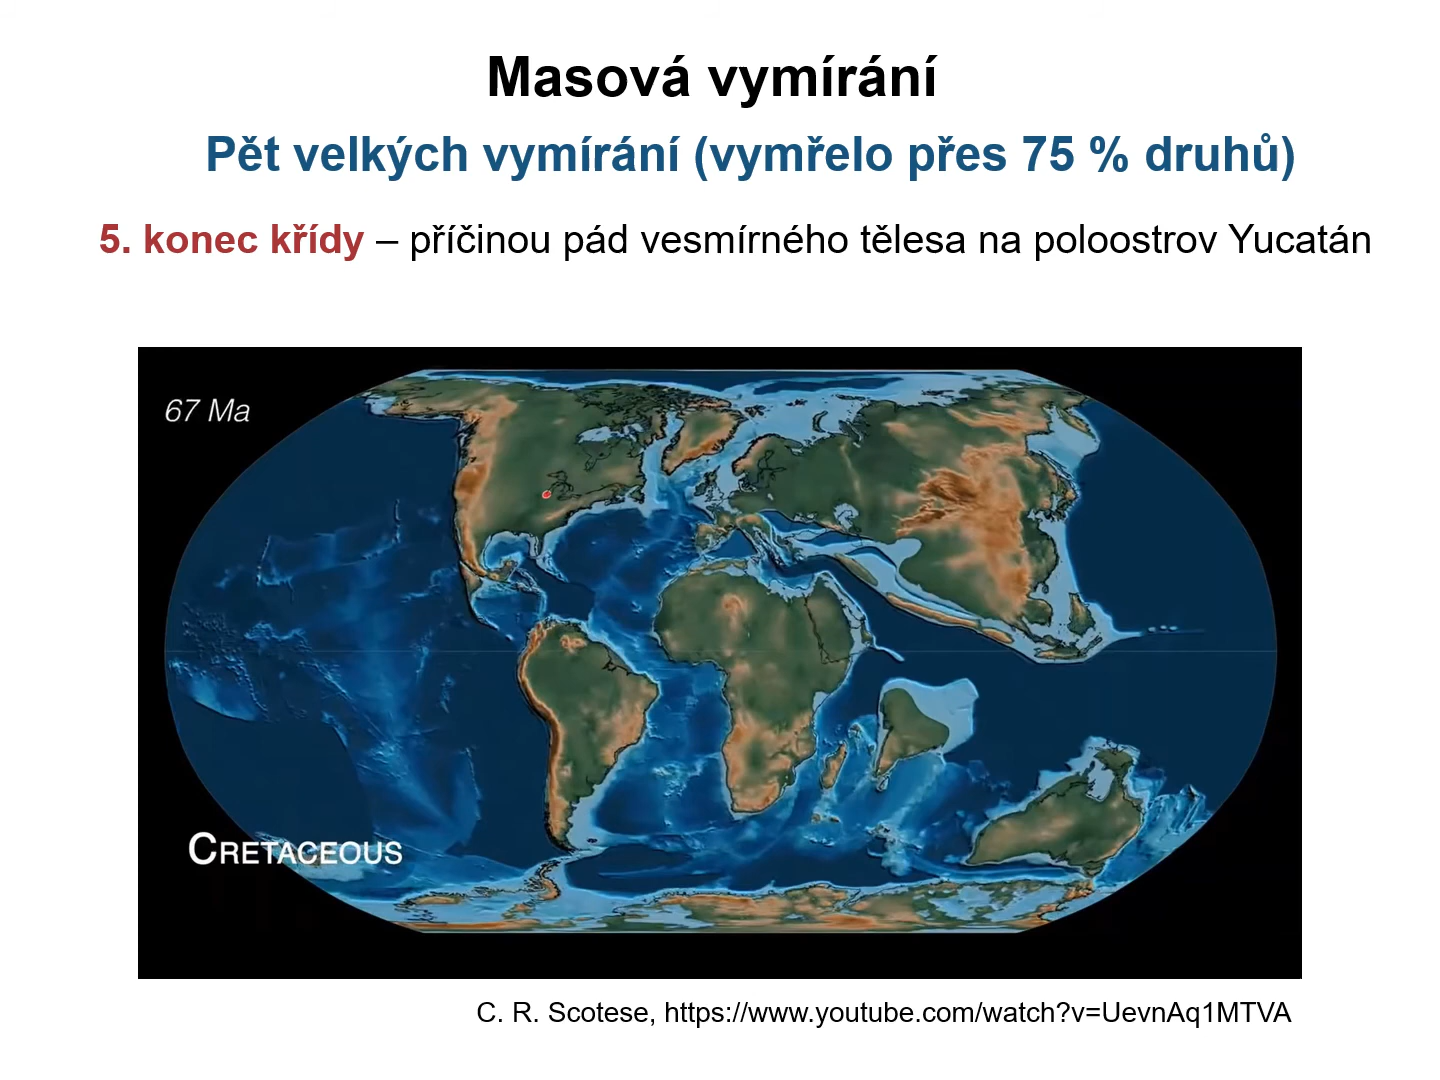 Masová vymírání
Pět velkých vymírání (vymřelo přes 75 % druhů)
5. konec křídy – příčinou pád vesmírného tělesa na poloostrov Yucatán
67 Ma
CRETACEOUS
C. R. Scotese, https://www.youtube.com/watch?v=UevnAq1MTVA